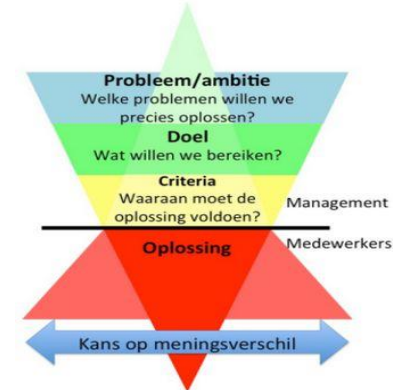 Probleem/ambitie
Welke problemen willen we
precies oplossen?
Doel
Wat willen we bereiken?
Criteria
Waaraan moet de
oplossing voldoen?
Management
Medewerkers
Oplossing
Kans op meningsverschil